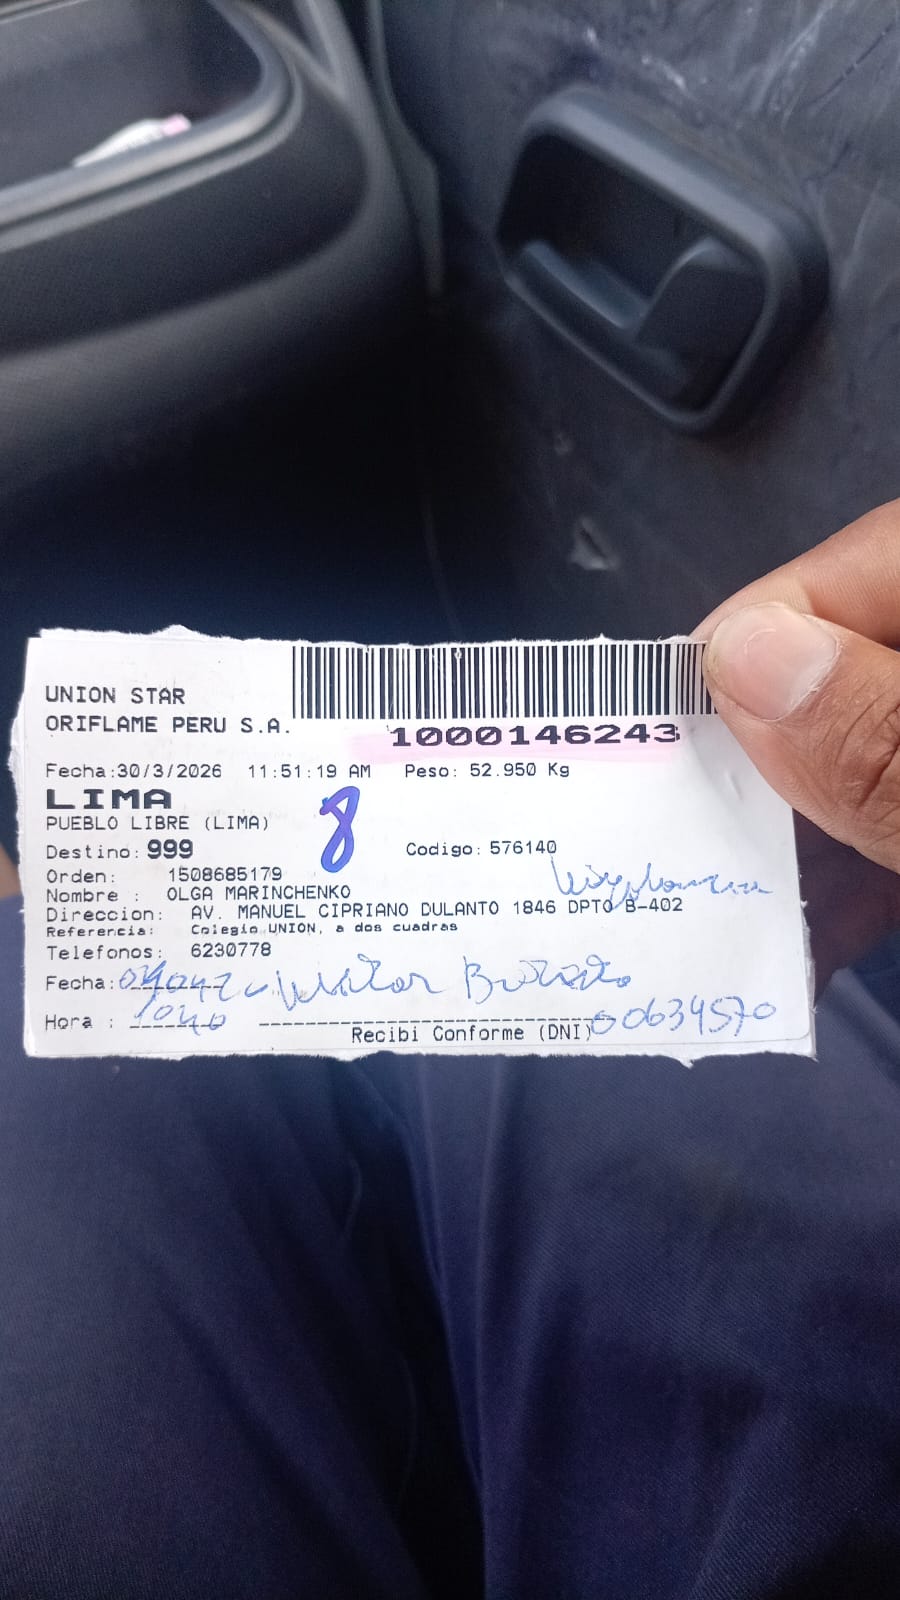 UNION STAR
ORIFLAME PERU S.A.
1000146243
Fecha:30/3/2026 11:51:19 AM Peso: 52.950 Kg
LIMA
8
PUEBLO LIBRE (LIMA)
Destino: 999 Codigo: 576140
Orden: 1508685179
Nombre : OLGA MARINCHENKO
Direccion: AV. MANUEL CIPRIANO DULANTO 1846 DPTO B-402
Referencia: Colegio UNION, a dos cuadras
Telefonos: 6230778
Fecha:
Hora : 1040
Recibi Conforme (DNI) 00634570